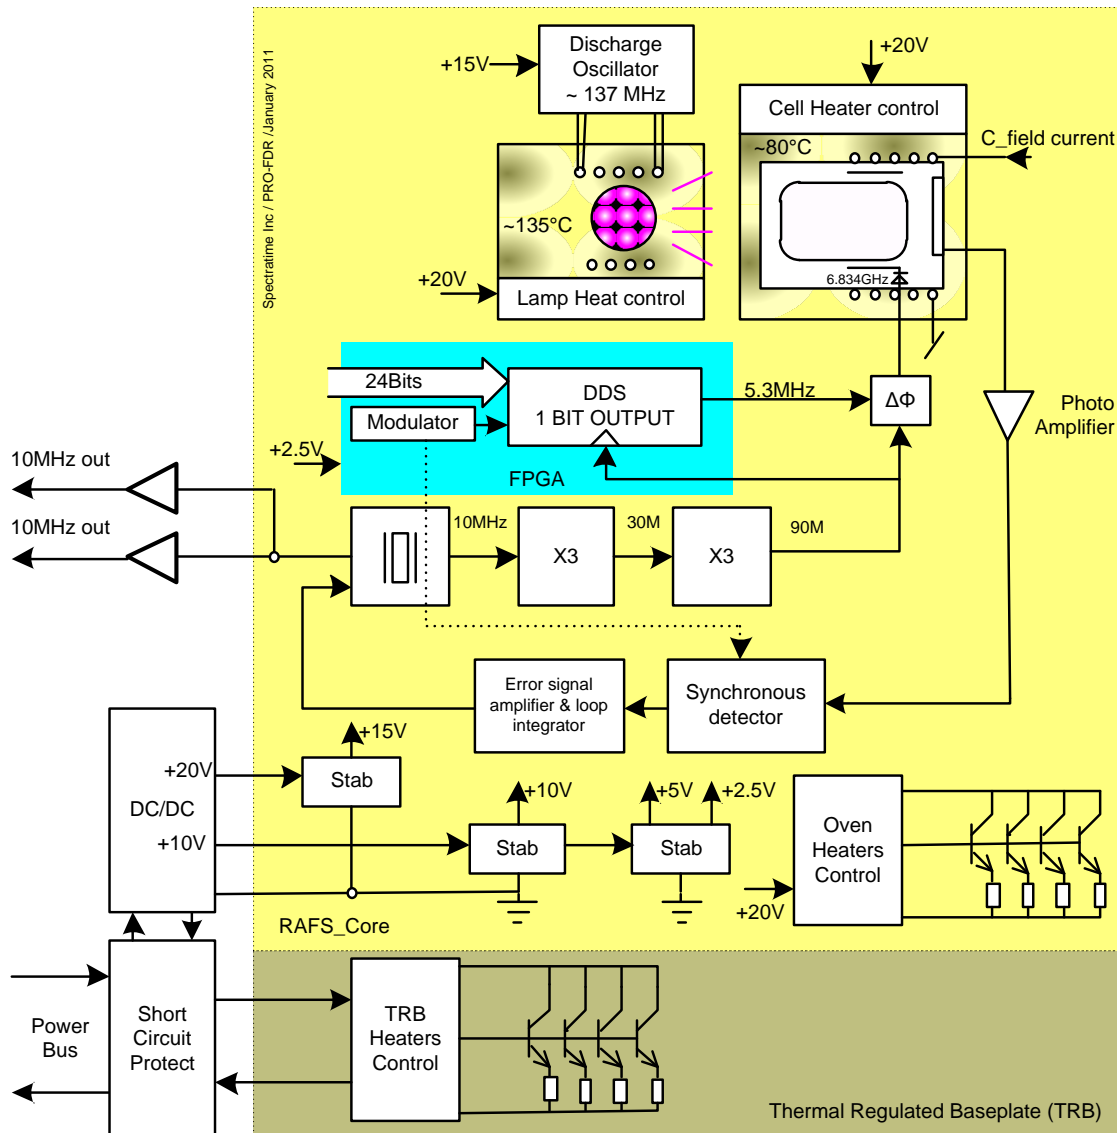 Spectratime Inc / PRO-FDR /January 2011
+15V
Discharge
Oscillator
~ 137 MHz
+20V
Cell Heater control
~80°C
C_field current
~135°C
6.834GHz
+20V
Lamp Heat control
24Bits
Modulator
DDS
1 BIT OUTPUT
5.3MHz
ΔΦ
Photo
Amplifier
+2.5V
FPGA
10MHz out
10MHz out
10MHz
X3
30M
X3
90M
Error signal
amplifier & loop
integrator
Synchronous
detector
+15V
+20V
Stab
DC/DC
+10V
+10V
Stab
+5V
+2.5V
Stab
Oven
Heaters
Control
+20V
RAFS_Core
Power
Bus
Short
Circuit
Protect
TRB
Heaters
Control
Thermal Regulated Baseplate (TRB)